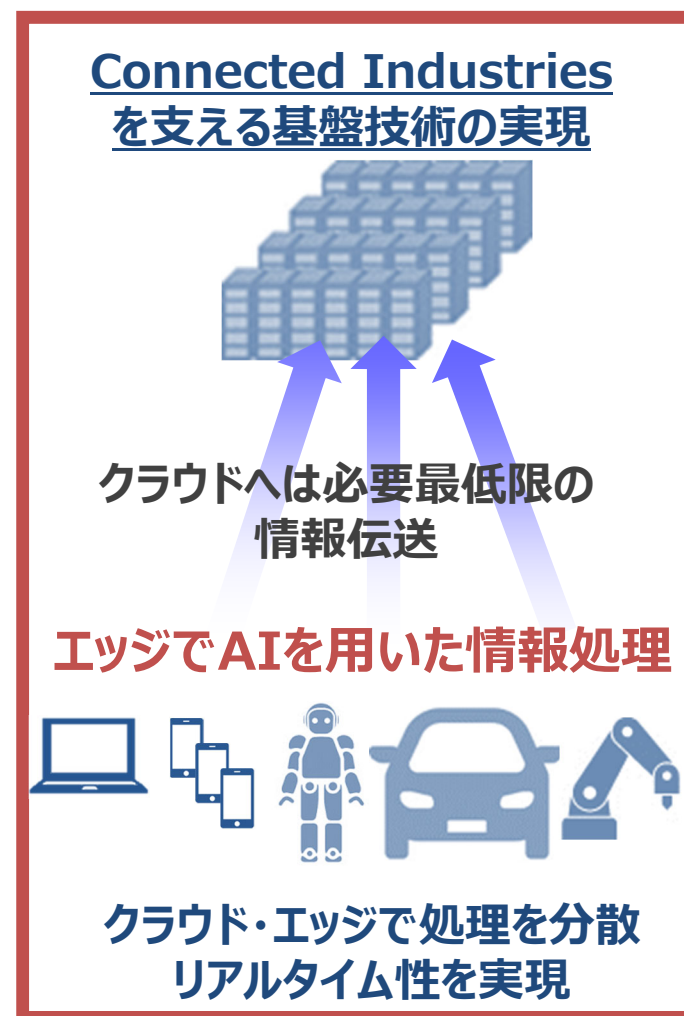 Connected Industries
を支える基盤技術の実現
クラウドへは必要最低限の
情報伝送
エッジでAIを用いた情報処理
クラウド・エッジで処理を分散
リアルタイム性を実現